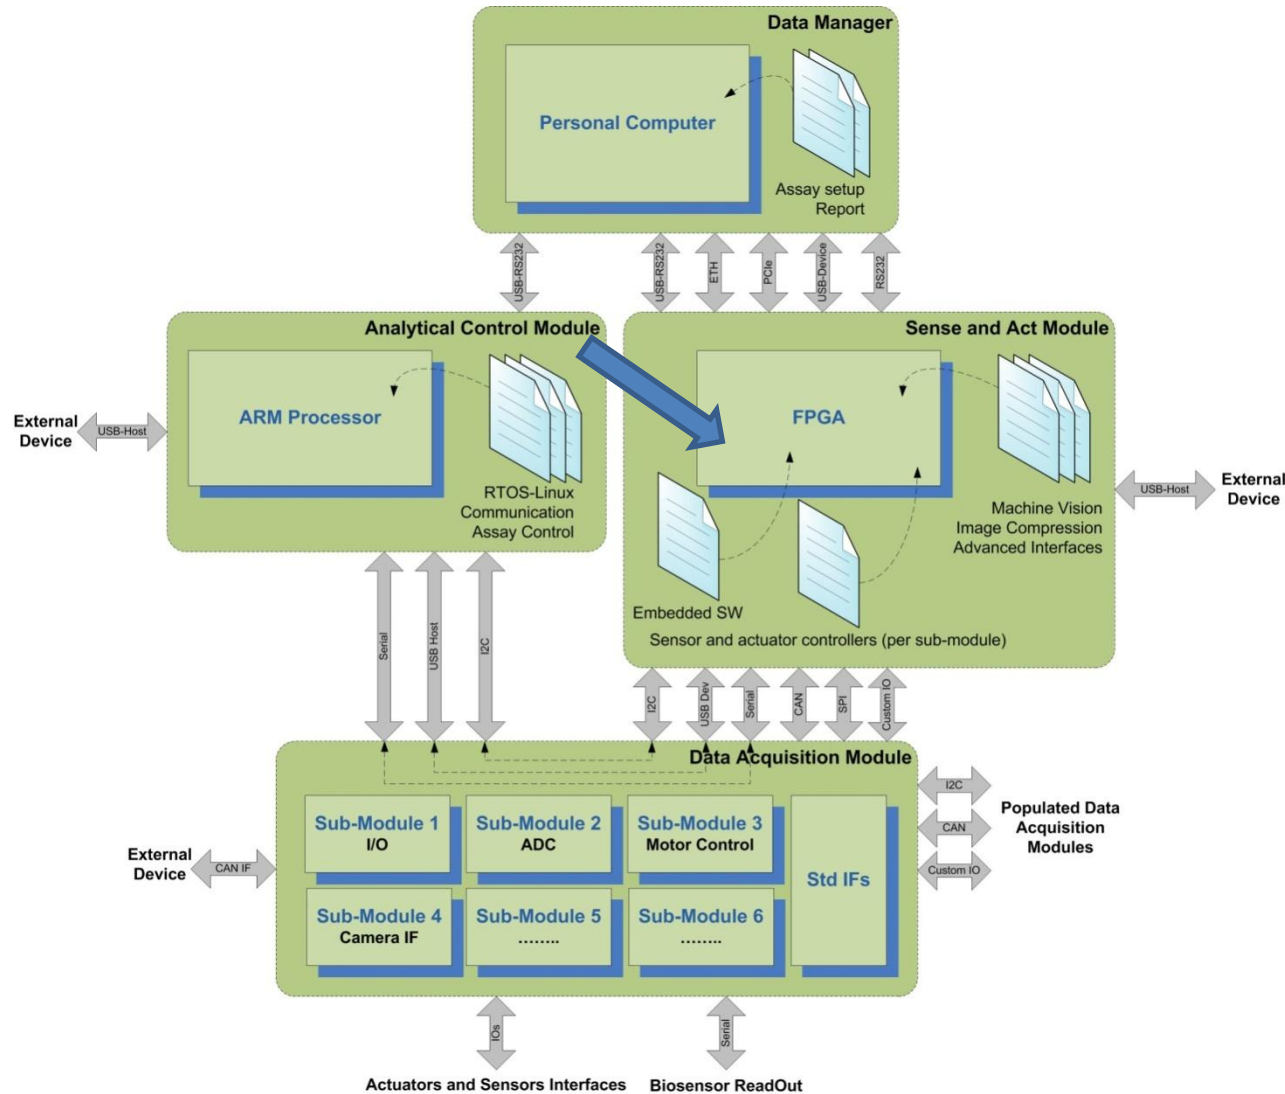 Data Manager
Personal Computer
Assay setup
Report
USB-RS232
USB-RS232
ETH
PCIe
USB-Device
RS232
Analytical Control Module
ARM Processor
RTOS-Linux
Communication
Assay Control
External
Device
USB-Host
Sense and Act Module
FPGA
Machine Vision
Image Compression
Advanced Interfaces
Embedded SW
Sensor and actuator controllers (per sub-module)
USB-Host
External
Device
Serial
USB Host
I2C
I2C
USB Dev
Serial
CAN
SPI
Custom IO
Data Acquisition Module
Sub-Module 1
I/O
Sub-Module 2
ADC
Sub-Module 3
Motor Control
Std IFs
Sub-Module 4
Camera IF
Sub-Module 5
........
Sub-Module 6
........
External
Device
CAN IF
I2C
CAN
Custom IO
Populated Data
Acquisition
Modules
IOs
Serial
Actuators and Sensors Interfaces
Biosensor ReadOut